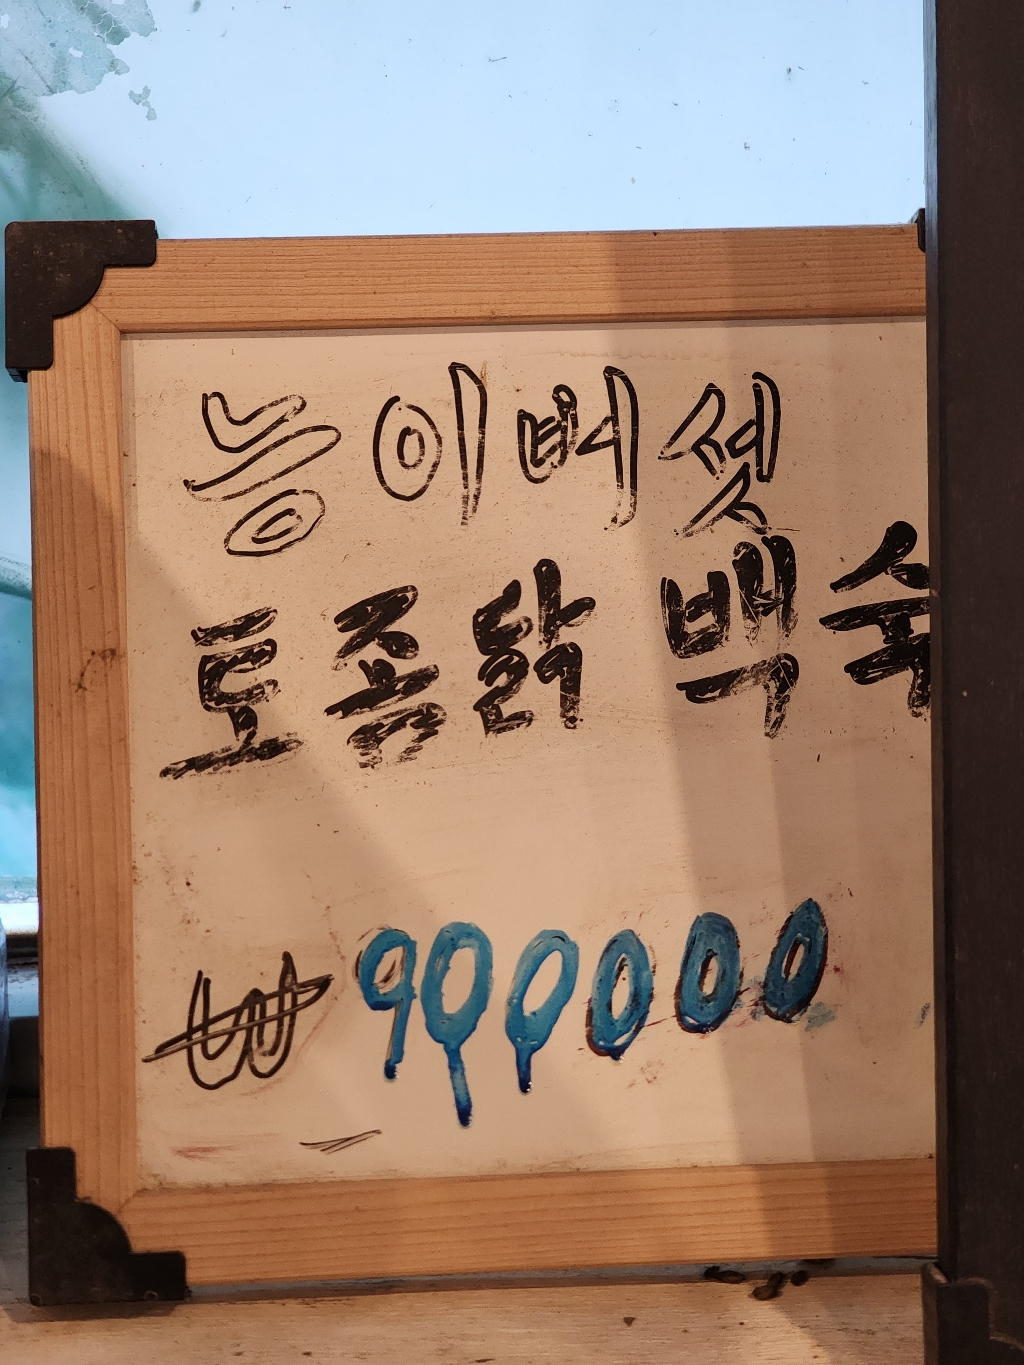 능이버섯
토종닭 백숙
₩ 900000